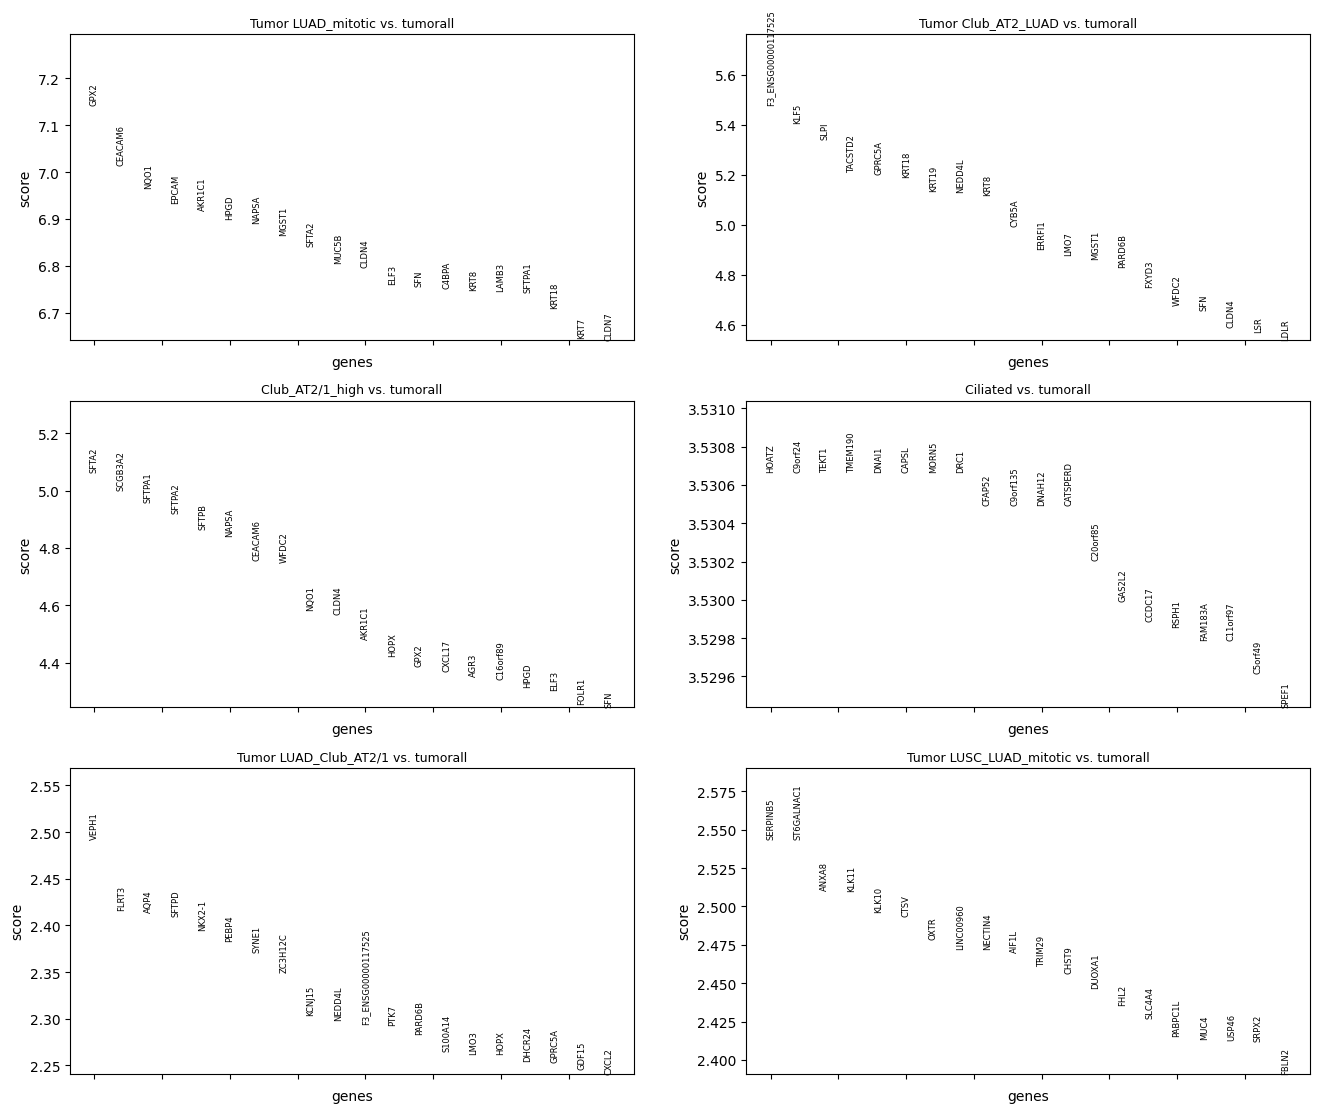 Tumor LUAD_mitotic vs. tumorall
score
7.2
7.1
7.0
6.9
6.8
6.7
GPX2
CEACAM6
NQO1
EPCAM
AKR1C1
HPGD
NAPSA
MGST1
SFTA2
MUC5B
CLDN4
ELF3
SFN
C4BPA
KRT8
LAMB3
SFTPA1
KRT18
KRT7
CLDN7
genes
Tumor Club_AT2_LUAD vs. tumorall
score
5.6
5.4
5.2
5.0
4.8
4.6
F3_ENSG00000117525
KLF5
SLPI
TACSTD2
GPRC5A
KRT18
KRT19
NEDD4L
KRT8
CYB5A
ERRFI1
LMO7
MGST1
PARD6B
FXYD3
WFDC2
SFN
CLDN4
LSR
LDLR
genes
Club_AT2/1_high vs. tumorall
score
5.2
5.0
4.8
4.6
4.4
SFTA2
SCGB3A2
SFTPA1
SFTPA2
SFTPB
NAPSA
CEACAM6
WFDC2
NQO1
CLDN4
AKR1C1
HOPX
GPX2
CXCL17
AGR3
C16orf89
HPGD
ELF3
FOLR1
SFN
genes
Ciliated vs. tumorall
score
3.5310
3.5308
3.5306
3.5304
3.5302
3.5300
3.5298
3.5296
HOATZ
C9orf24
TEKT1
TMEM190
DNAI1
CAPSL
MORN5
DRC1
CFAP52
C9orf135
DNAH12
CATSPERD
C20orf85
GAS2L2
CCDC17
RSPH1
FAM183A
C11orf97
C5orf49
SPEF1
genes
Tumor LUAD_Club_AT2/1 vs. tumorall
score
2.55
2.50
2.45
2.40
2.35
2.30
2.25
VEPH1
FLRT3
AQP4
SFTPD
NKX2-1
PEBP4
SYNE1
ZC3H12C
KCNJ15
NEDD4L
F3_ENSG00000117525
PTK7
PARD6B
S100A14
LMO3
HOPX
DHCR24
GPRC5A
GDF15
CXCL2
genes
Tumor LUSC_LUAD_mitotic vs. tumorall
score
2.575
2.550
2.525
2.500
2.475
2.450
2.425
2.400
SERPINB5
ST6GALNAC1
ANXA8
KLK11
KLK10
CTSV
OXTR
LINC00960
NECTIN4
AIF1L
TRIM29
CHST9
DUOXA1
FHL2
SLC4A4
PABPC1L
MUC4
USP46
SRPX2
FBLN2
genes